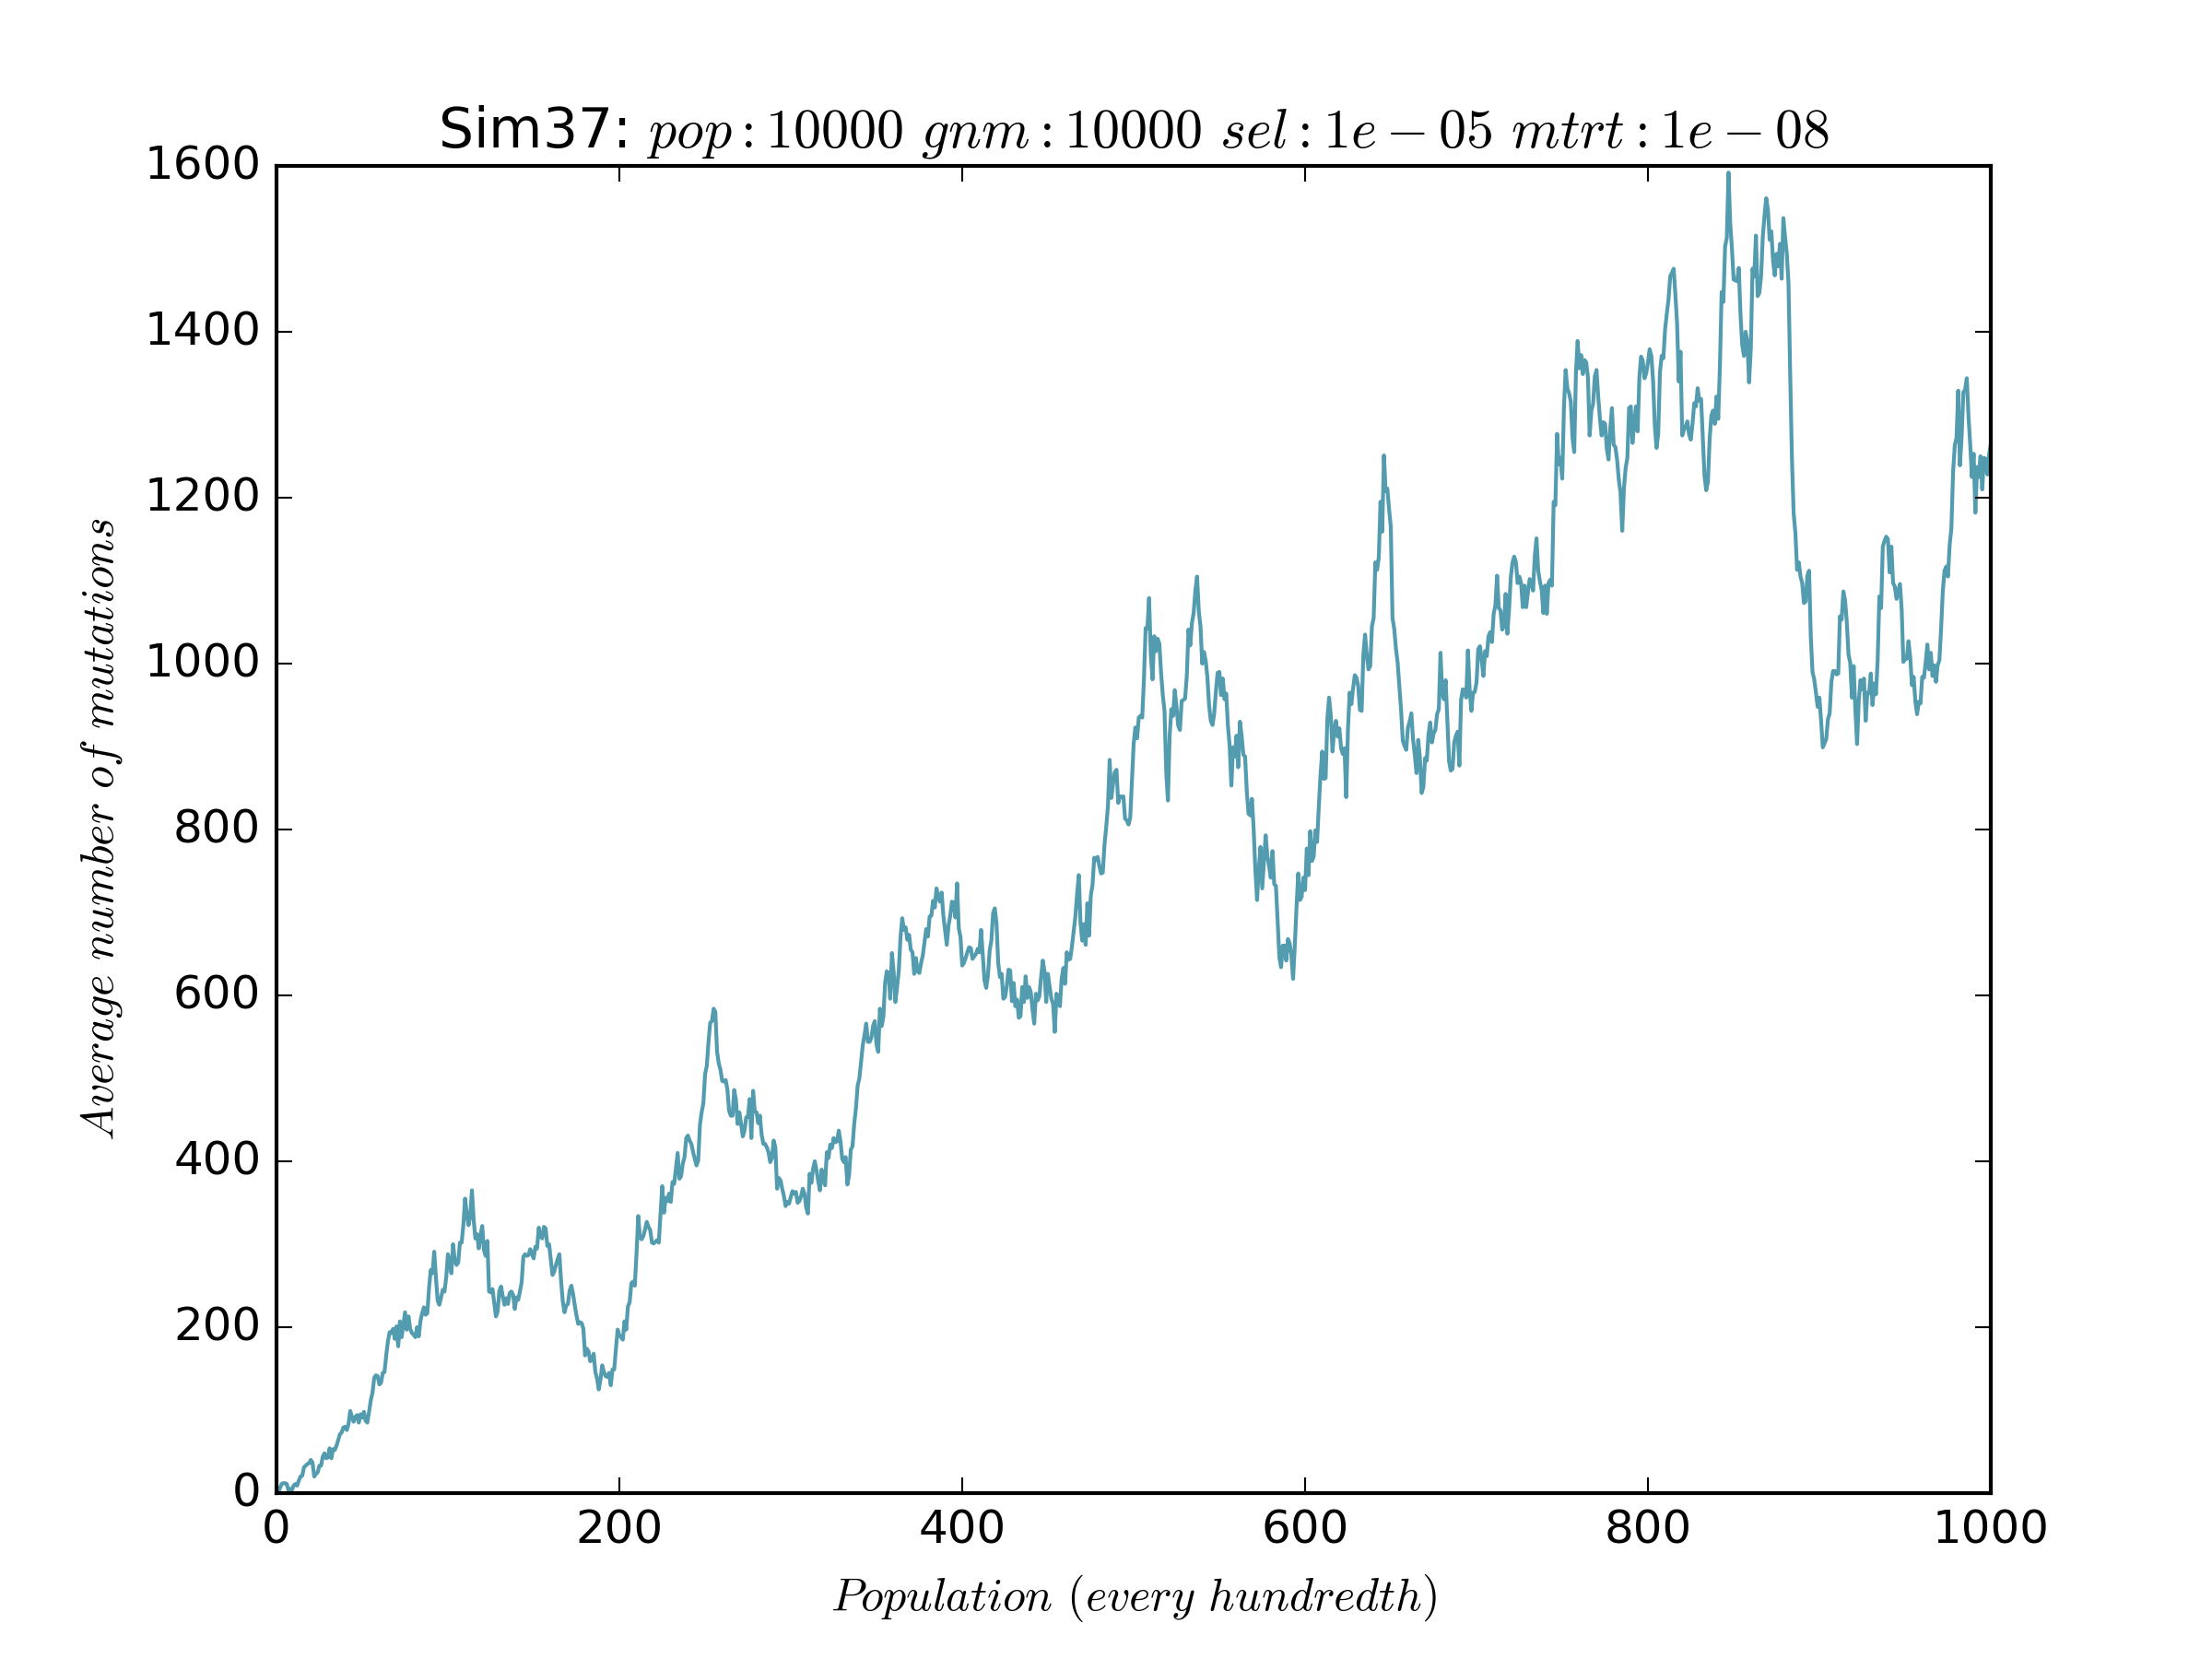 Sim37: pop : 10000 gnm : 10000 sel : 1e − 05 mtrt : 1e − 08
1600
1400
1200
1000
800
600
400
200
0
Average number of mutations
0 200 400 600 800 1000
Population (every hundredth)